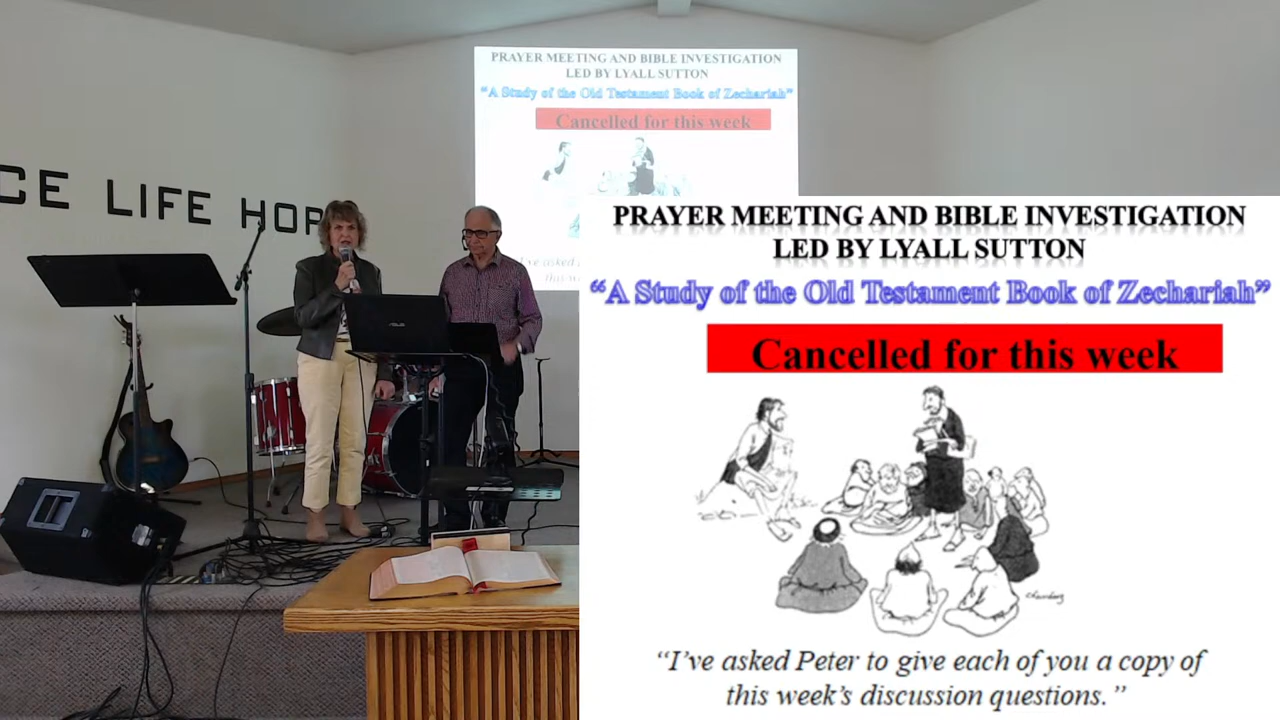 PRAYER MEETING AND BIBLE INVESTIGATION
LED BY LYALL SUTTON
“A Study of the Old Testament Book of Zechariah”
Cancelled for this week
CE LIFE HOP
PRAYER MEETING AND BIBLE INVESTIGATION
LED BY LYALL SUTTON
“A Study of the Old Testament Book of Zechariah”
Cancelled for this week
“I’ve asked Peter to give each of you a copy of
this week’s discussion questions.”